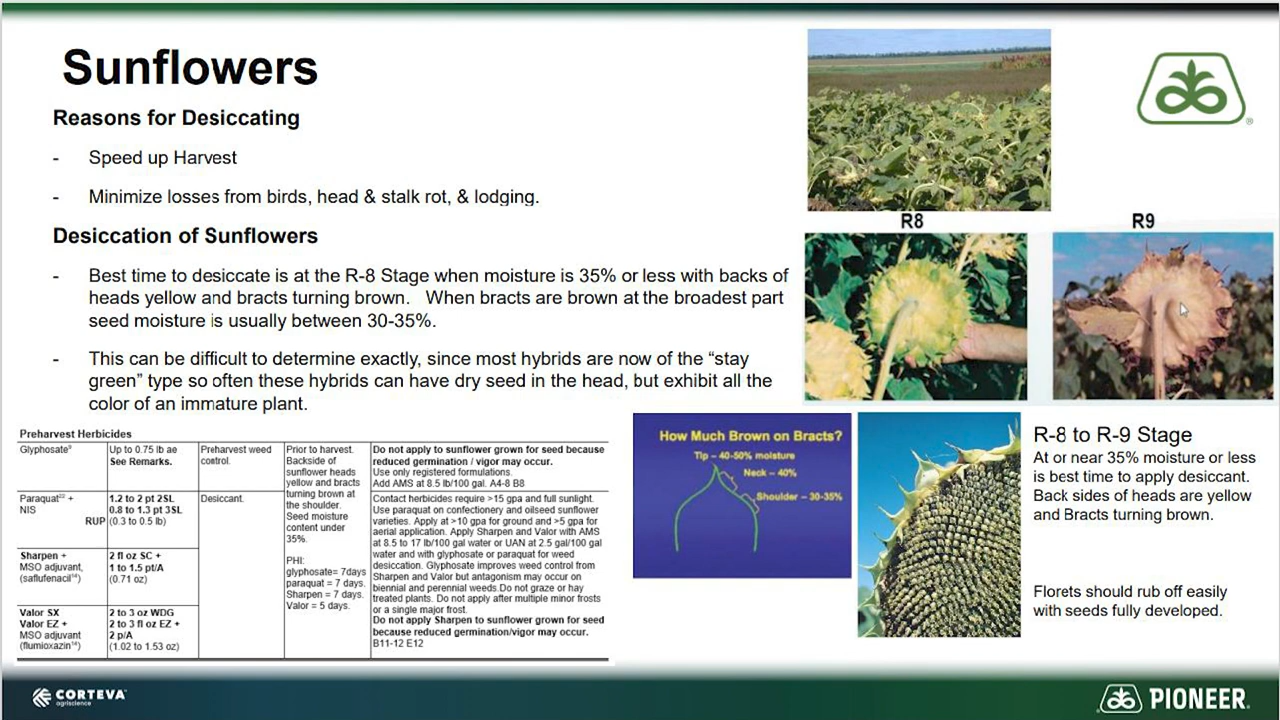 Sunflowers
Reasons for Desiccating
- Speed up Harvest
- Minimize losses from birds, head & stalk rot, & lodging.
Desiccation of Sunflowers
- Best time to desiccate is at the R-8 Stage when moisture is 35% or less with backs of
heads yellow and bracts turning brown. When bracts are brown at the broadest part
seed moisture is usually between 30-35%.
- This can be difficult to determine exactly, since most hybrids are now of the “stay
green” type so often these hybrids can have dry seed in the head, but exhibit all the
color of an immature plant.
R8
R9
Preharvest Herbicides
Glyphosate⁹
Up to 0.75 lb ae
See Remarks.
Preharvest weed
control.
Prior to harvest.
Backside of
sunflower heads
yellow and bracts
turning brown at
the shoulder.
Seed moisture
content under
35%.
PHI:
glyphosate= 7days
paraquat = 7 days.
Sharpen = 7 days.
Valor = 5 days.
Do not apply to sunflower grown for seed because
reduced germination / vigor may occur.
Use only registered formulations.
Add AMS at 8.5 lb/100 gal. A4-8 B8
Paraquat²² +
NIS
RUP
1.2 to 2 pt 2SL
0.8 to 1.3 pt 3SL
(0.3 to 0.5 lb)
Desiccant.
Contact herbicides require >15 gpa and full sunlight.
Use paraquat on confectionery and oilseed sunflower
varieties. Apply at >10 gpa for ground and >5 gpa for
aerial application. Apply Sharpen and Valor with AMS
at 8.5 to 17 lb/100 gal water or UAN at 2.5 gal/100 gal
water and with glyphosate or paraquat for weed
desiccation. Glyphosate improves weed control from
Sharpen and Valor but antagonism may occur on
biennial and perennial weeds.Do not graze or hay
treated plants. Do not apply after multiple minor frosts
or a single major frost.
Do not apply Sharpen to sunflower grown for seed
because reduced germination/vigor may occur.
B11-12 E12
Sharpen +
MSO adjuvant,
(saflufenacil¹⁴)
2 fl oz SC +
1 to 1.5 pt/A
(0.71 oz)
Valor SX
Valor EZ +
MSO adjuvant
(flumioxazin¹⁴)
2 to 3 oz WDG
2 to 3 fl oz EZ +
2 p/A
(1.02 to 1.53 oz)
How Much Brown on Bracts?
Tip – 40-50% moisture
Neck – 40%
Shoulder – 30-35%
R-8 to R-9 Stage
At or near 35% moisture or less
is best time to apply desiccant.
Back sides of heads are yellow
and Bracts turning brown.
Florets should rub off easily
with seeds fully developed.
CORTEVA
agriscience
PIONEER